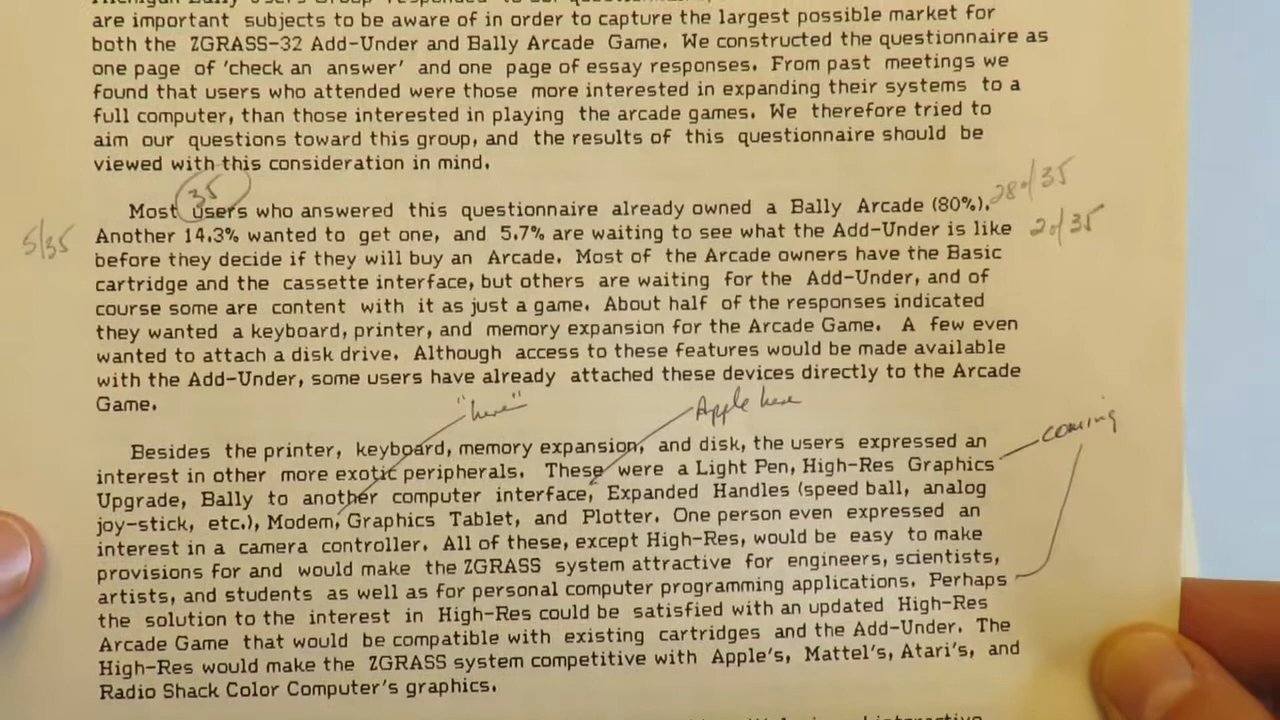 are important subjects to be aware of in order to capture the largest possible market for
both the ZGRASS-32 Add-Under and Bally Arcade Game. We constructed the questionnaire as
one page of 'check an answer' and one page of essay responses. From past meetings we
found that users who attended were those more interested in expanding their systems to a
full computer, than those interested in playing the arcade games. We therefore tried to
aim our questions toward this group, and the results of this questionnaire should be
viewed with this consideration in mind.
35
Most users who answered this questionnaire already owned a Bally Arcade (80%). 28 of 35
5/35 Another 14.3% wanted to get one, and 5.7% are waiting to see what the Add-Under is like 2 of 35
before they decide if they will buy an Arcade. Most of the Arcade owners have the Basic
cartridge and the cassette interface, but others are waiting for the Add-Under, and of
course some are content with it as just a game. About half of the responses indicated
they wanted a keyboard, printer, and memory expansion for the Arcade Game. A few even
wanted to attach a disk drive. Although access to these features would be made available
with the Add-Under, some users have already attached these devices directly to the Arcade
Game.
"here" Apple here
coming
Besides the printer, keyboard, memory expansion, and disk, the users expressed an
interest in other more exotic peripherals. These were a Light Pen, High-Res Graphics
Upgrade, Bally to another computer interface, Expanded Handles (speed ball, analog
joy-stick, etc.), Modem, Graphics Tablet, and Plotter. One person even expressed an
interest in a camera controller. All of these, except High-Res, would be easy to make
provisions for and would make the ZGRASS system attractive for engineers, scientists,
artists, and students as well as for personal computer programming applications. Perhaps
the solution to the interest in High-Res could be satisfied with an updated High-Res
Arcade Game that would be compatible with existing cartridges and the Add-Under. The
High-Res would make the ZGRASS system competitive with Apple's, Mattel's, Atari's, and
Radio Shack Color Computer's graphics.